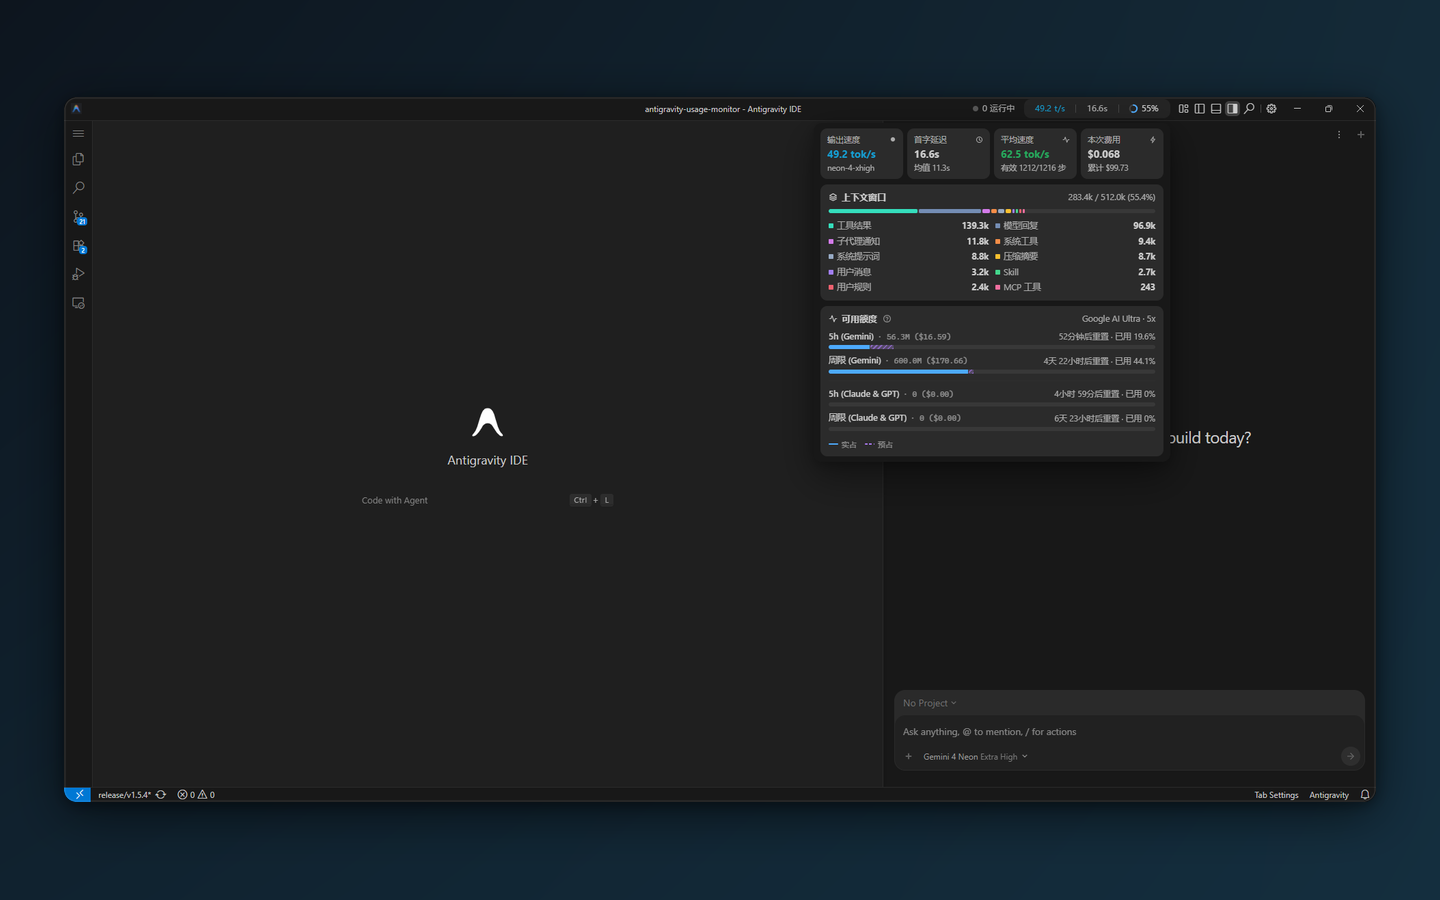 antigravity-usage-monitor - Antigravity IDE
0 运行中
49.2 t/s
16.6s
55%
输出速度
49.2 tok/s
neon-4-xhigh
首字延迟
16.6s
均值 11.3s
平均速度
62.5 tok/s
有效 1212/1216 步
本次费用
$0.068
累计 $99.73
上下文窗口
283.4k / 512.0k (55.4%)
工具结果 139.3k
模型回复 96.9k
子代理通知 11.8k
系统工具 9.4k
系统提示词 8.8k
压缩摘要 8.7k
用户消息 3.2k
Skill 2.7k
用户规则 2.4k
MCP 工具 243
可用额度
Google AI Ultra · 5x
5h (Gemini) · 56.3M ($16.59)
52分钟后重置 · 已用 19.6%
周限 (Gemini) · 600.0M ($170.66)
4天 22小时后重置 · 已用 44.1%
5h (Claude & GPT) · 0 ($0.00)
4小时 59分后重置 · 已用 0%
周限 (Claude & GPT) · 0 ($0.00)
6天 23小时后重置 · 已用 0%
实占
预占
build today?
Antigravity IDE
Code with Agent
Ctrl + L
21
2
No Project
Ask anything, @ to mention, / for actions
Gemini 4 Neon Extra High
release/v1.5.4*
0
0
Tab Settings
Antigravity